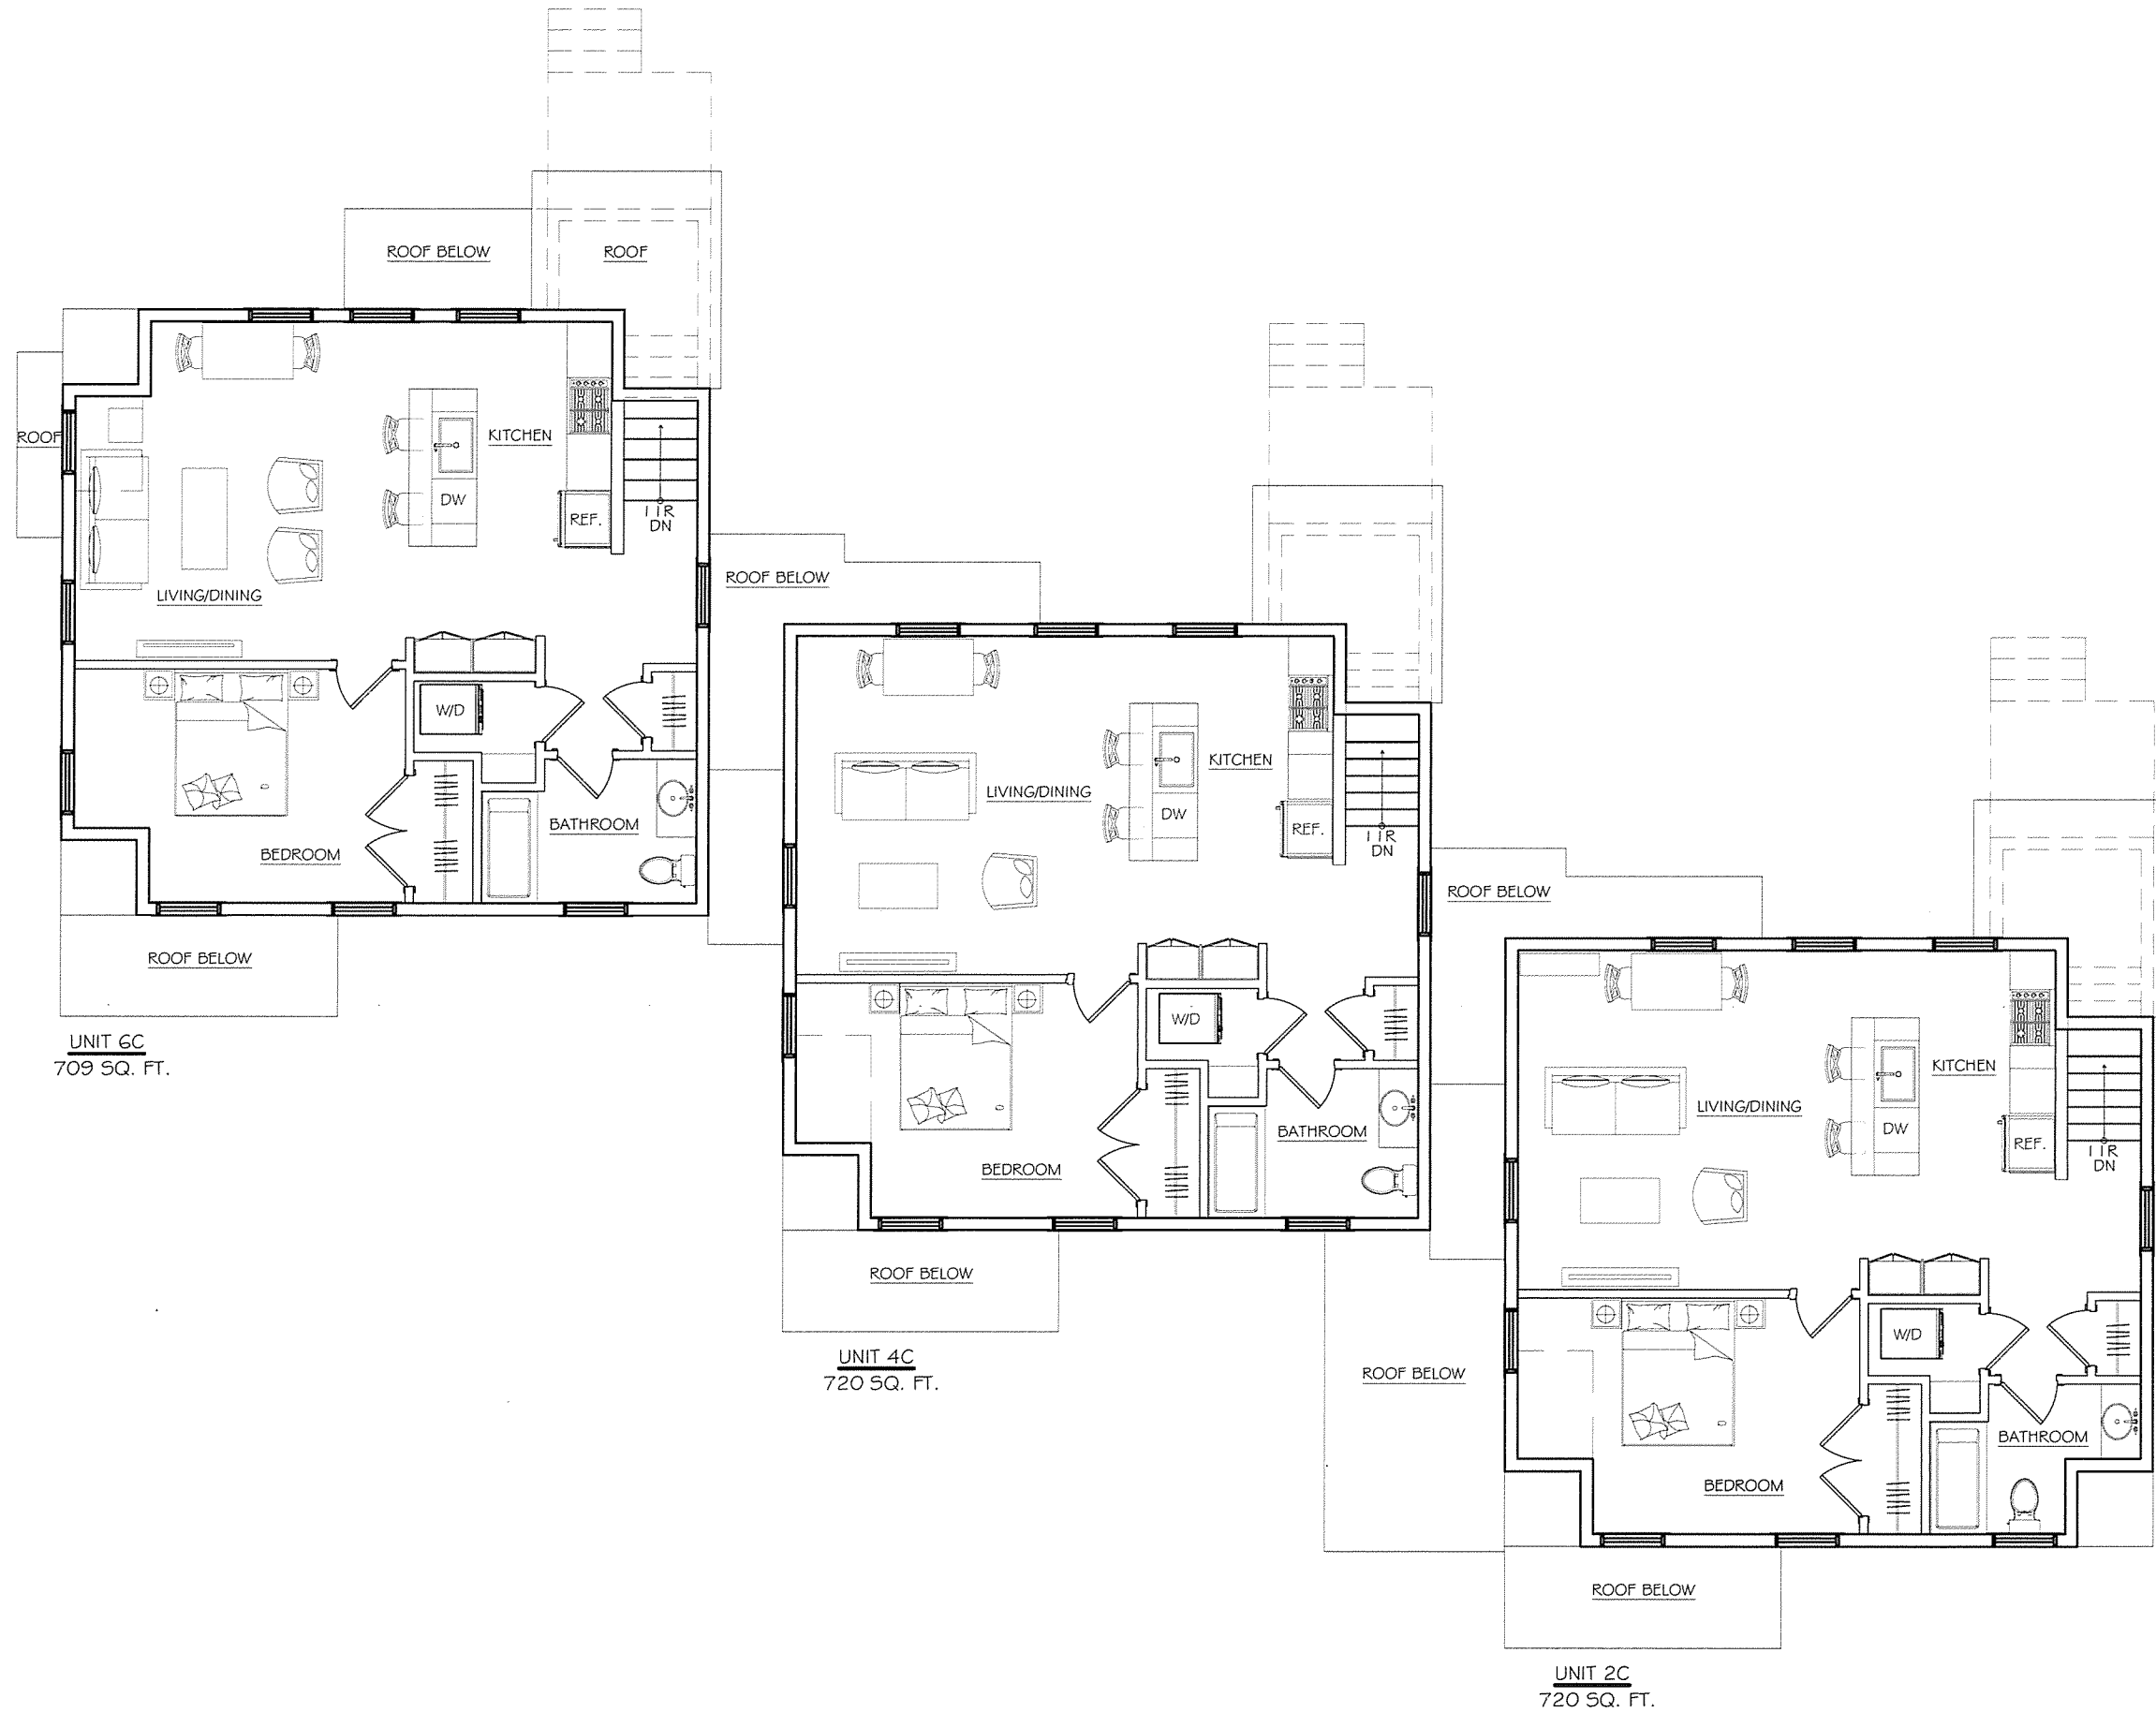 ROOF BELOW
ROOF
ROOF
KITCHEN
DW
REF.
11R
DN
LIVING/DINING
W/D
BATHROOM
BEDROOM
ROOF BELOW
UNIT 6C
709 SQ. FT.
ROOF BELOW
KITCHEN
LIVING/DINING
DW
REF.
11R
DN
W/D
BATHROOM
BEDROOM
ROOF BELOW
UNIT 4C
720 SQ. FT.
ROOF BELOW
KITCHEN
LIVING/DINING
DW
REF.
11R
DN
W/D
ROOF BELOW
BATHROOM
BEDROOM
ROOF BELOW
UNIT 2C
720 SQ. FT.